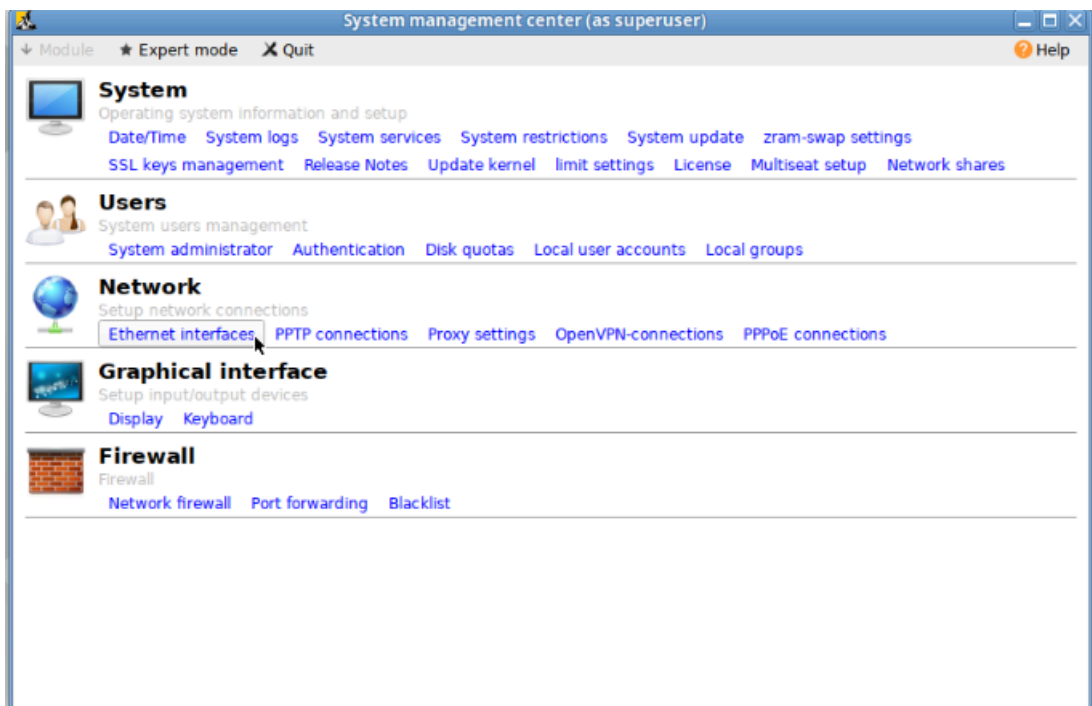 System management center (as superuser)
Module Expert mode Quit Help
System
Operating system information and setup
Date/Time System logs System services System restrictions System update zram-swap settings
SSL keys management Release Notes Update kernel limit settings License Multiseat setup Network shares
Users
System users management
System administrator Authentication Disk quotas Local user accounts Local groups
Network
Setup network connections
Ethernet interfaces PPTP connections Proxy settings OpenVPN-connections PPPoE connections
Graphical interface
Setup input/output devices
Display Keyboard
Firewall
Firewall
Network firewall Port forwarding Blacklist